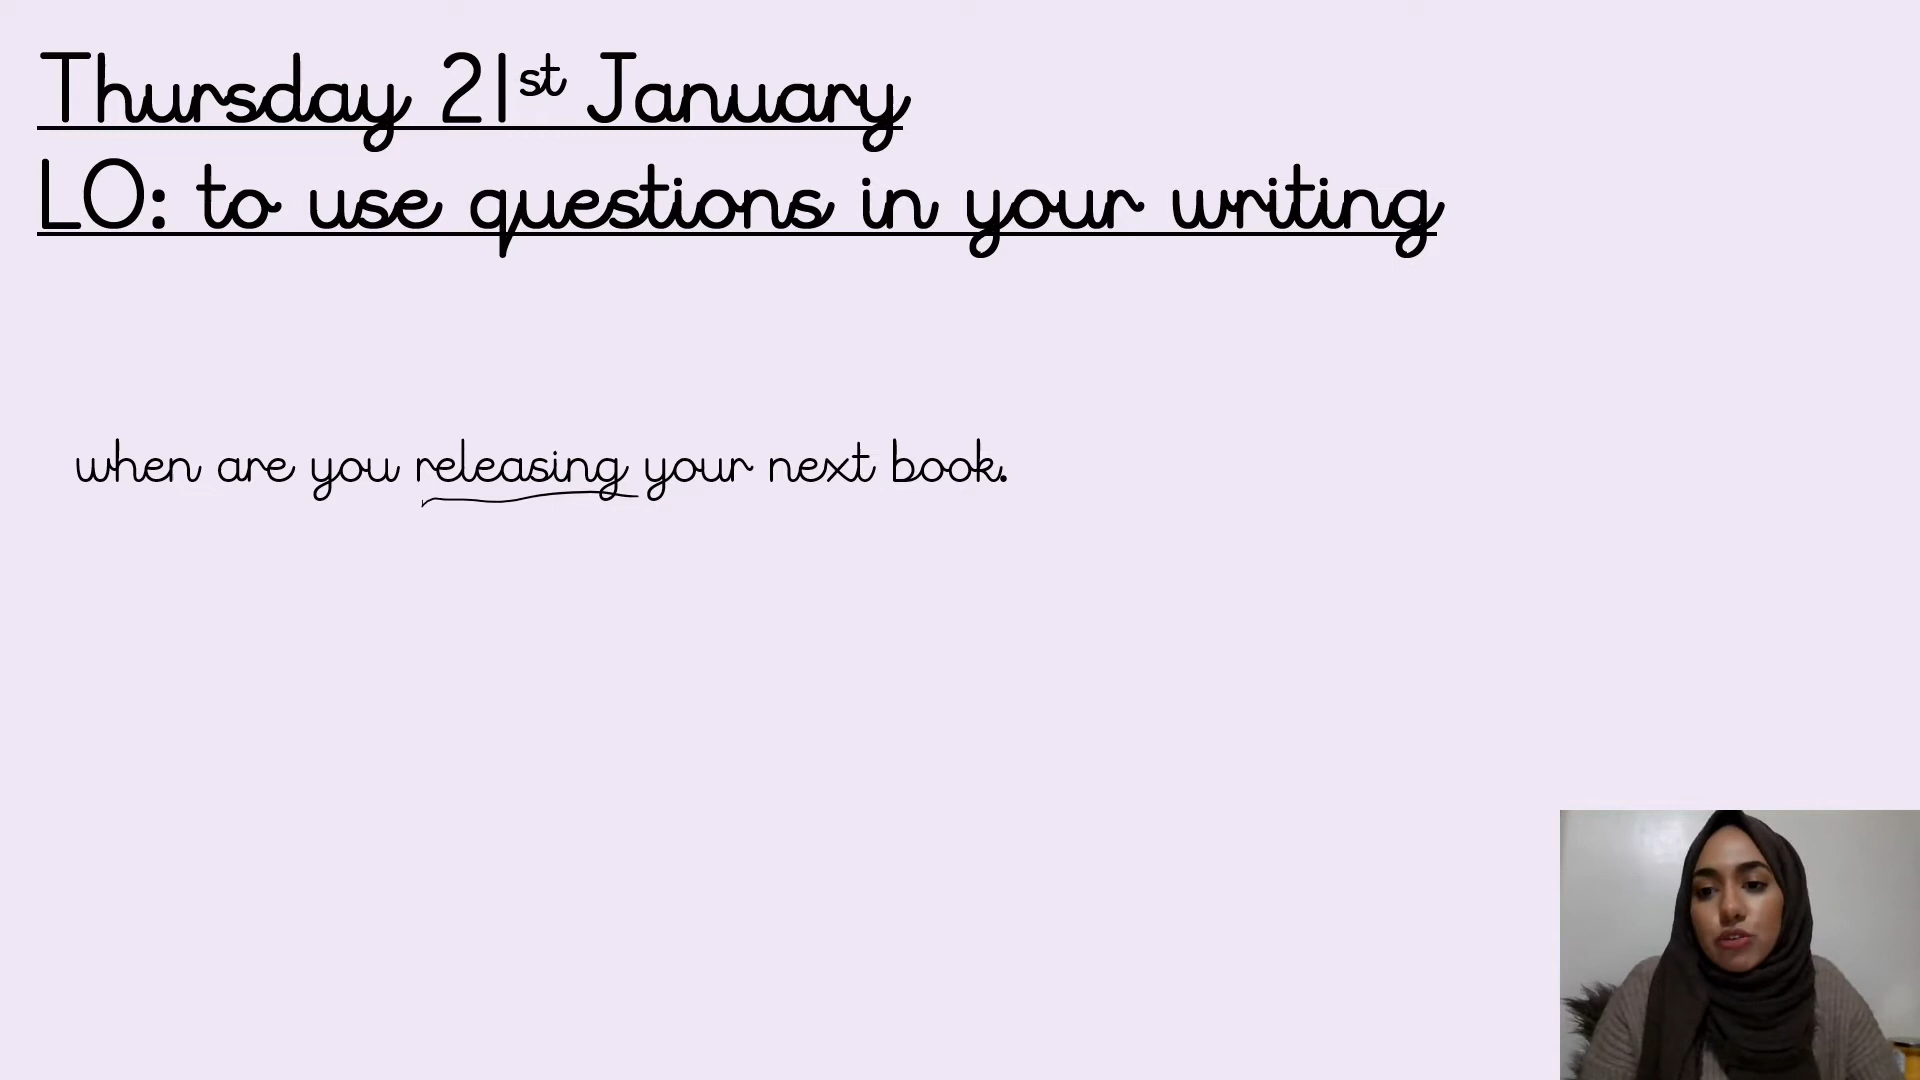 Thursday 21st January
LO: to use questions in your writing
when are you releasing your next book.